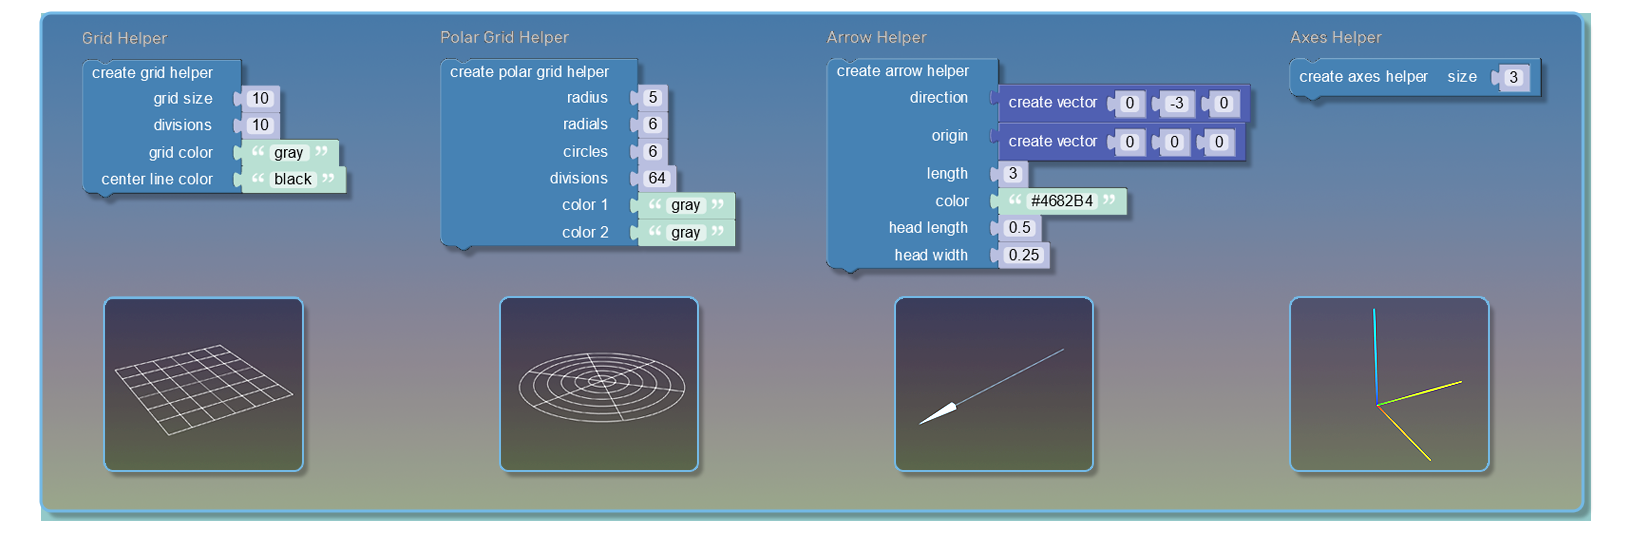 Grid Helper
create grid helper
grid size 10
divisions 10
grid color “ gray ”
center line color “ black ”
Polar Grid Helper
create polar grid helper
radius 5
radials 6
circles 6
divisions 64
color 1 “ gray ”
color 2 “ gray ”
Arrow Helper
create arrow helper
direction create vector 0 -3 0
origin create vector 0 0 0
length 3
color “ #4682B4 ”
head length 0.5
head width 0.25
Axes Helper
create axes helper size 3